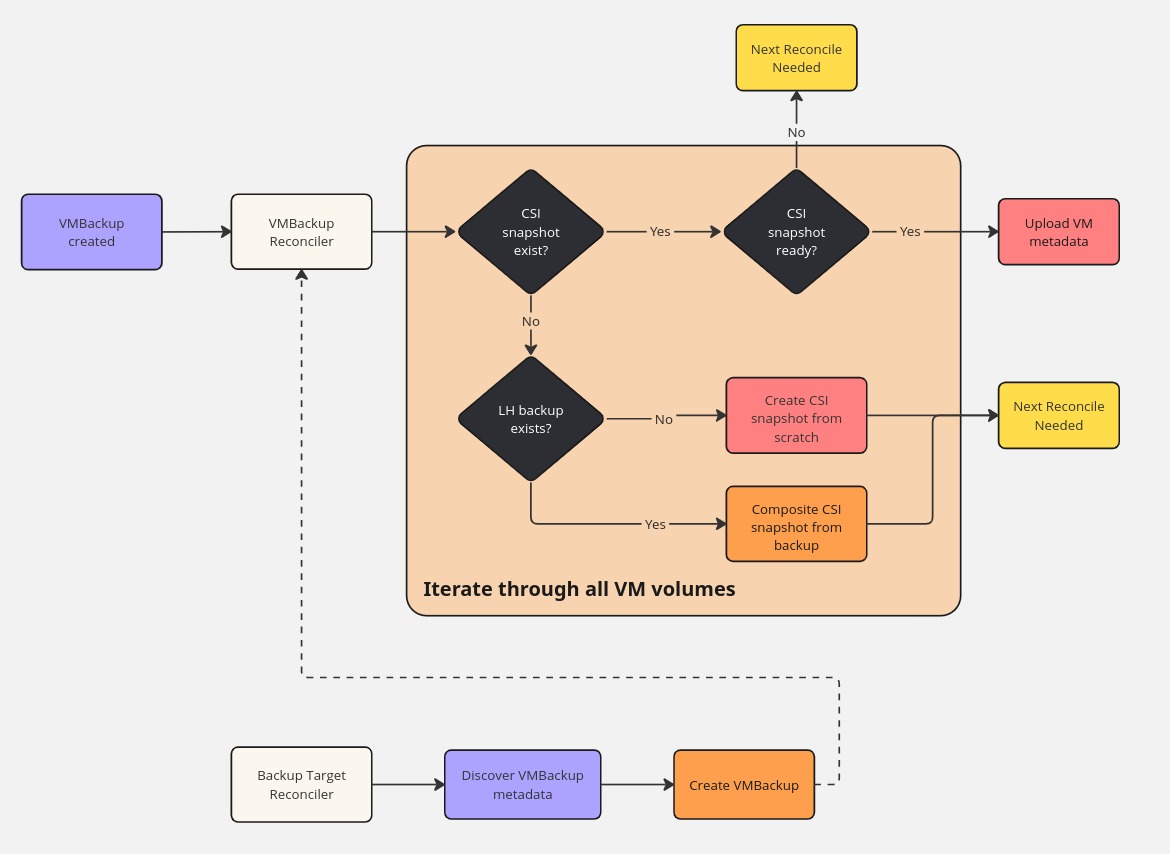 Next Reconcile
Needed
No
VMBackup
created
VMBackup
Reconciler
CSI
snapshot
exist?
Yes
CSI
snapshot
ready?
Yes
Upload VM
metadata
No
LH backup
exists?
No
Create CSI
snapshot from
scratch
Next Reconcile
Needed
Yes
Composite CSI
snapshot from
backup
Iterate through all VM volumes
Backup Target
Reconciler
Discover VMBackup
metadata
Create VMBackup